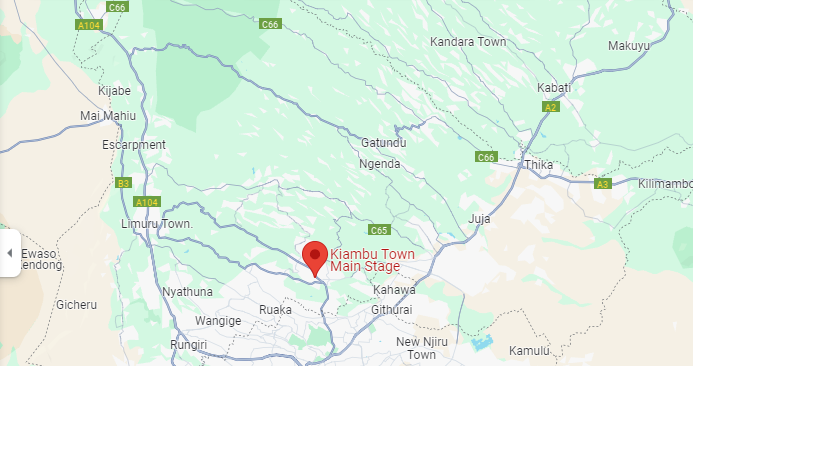 C66
A104
C66
Kandara Town
Makuyu
Kijabe
Kabati
A2
Mai Mahiu
Escarpment
Gatundu
C66
Ngenda
Thika
B3
A3
Kilimambo
A104
Limuru Town
Juja
C65
Ewaso
Kiambu Town
Main Stage
Nyathuna
Kahawa
Gicheru
Ruaka
Githurai
Wangige
Rungiri
New Njiru
Town
Kamulu